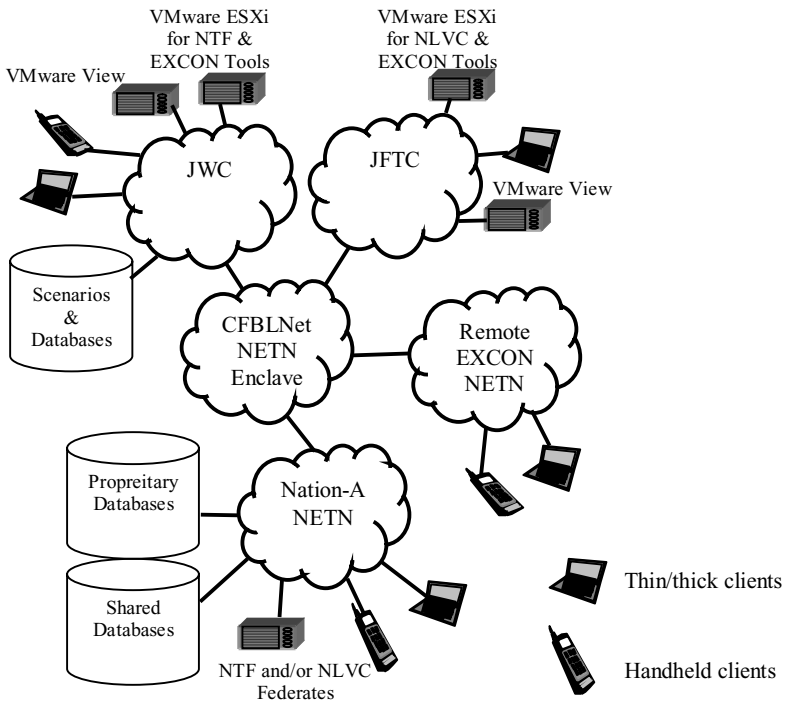 VMware ESXi
for NTF &
EXCON Tools
VMware ESXi
for NLVC &
EXCON Tools
VMware View
JWC
JFTC
VMware View
Scenarios
&
Databases
CFBLNet
NETN
Enclave
Remote
EXCON
NETN
Propreitary
Databases
Nation-A
NETN
Shared
Databases
NTF and/or NLVC
Federates
Thin/thick clients
Handheld clients